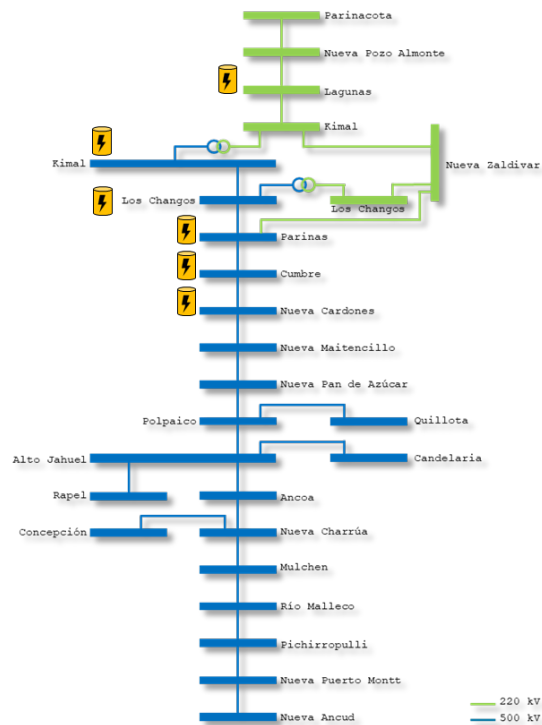 Parinacota
Nueva Pozo Almonte
Lagunas
Kimal
Kimal
Nueva Zaldivar
Los Changos
Los Changos
Parinas
Cumbre
Nueva Cardones
Nueva Maitencillo
Nueva Pan de Azúcar
Polpaico
Quillota
Alto Jahuel
Candelaria
Rapel
Ancoa
Concepción
Nueva Charrúa
Mulchen
Río Malleco
Pichirropulli
Nueva Puerto Montt
Nueva Ancud
220 kV
500 kV